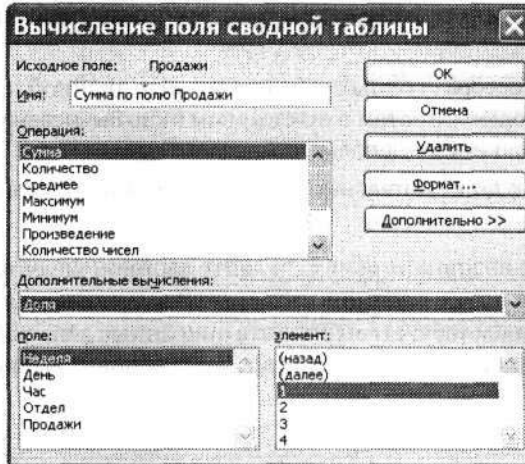 Вычисление поля сводной таблицы
Исходное поле: Продажи
Имя: Сумма по полю Продажи
Операция:
Сумма
Количество
Среднее
Максимум
Минимум
Произведение
Количество чисел
ОК
Отмена
Удалить
Формат...
Дополнительно >>
Дополнительные вычисления:
Доля
поле:
Неделя
День
Час
Отдел
Продажи
элемент:
(назад)
(далее)
1
2
3
4